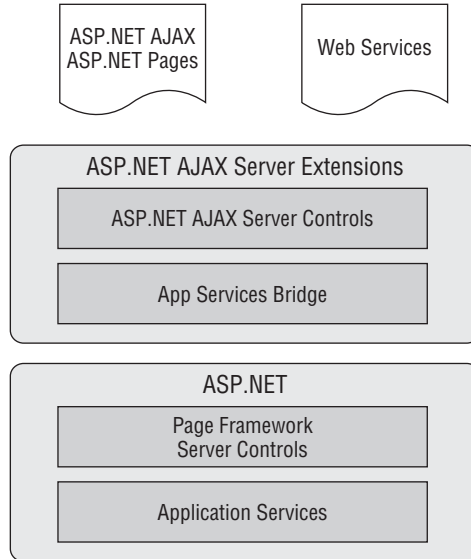 ASP.NET AJAX
ASP.NET Pages
Web Services
ASP.NET AJAX Server Extensions
ASP.NET AJAX Server Controls
App Services Bridge
ASP.NET
Page Framework
Server Controls
Application Services